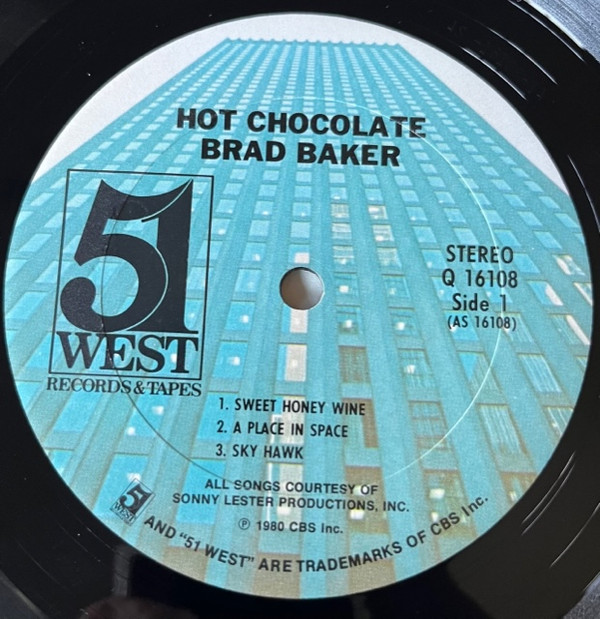 HOT CHOCOLATE
BRAD BAKER
51
WEST
RECORDS & TAPES
STEREO
Q 16108
Side 1
(AS 16108)
1. SWEET HONEY WINE
2. A PLACE IN SPACE
3. SKY HAWK
ALL SONGS COURTESY OF
SONNY LESTER PRODUCTIONS, INC.
℗ 1980 CBS Inc.
51
WEST
AND "51 WEST" ARE TRADEMARKS OF CBS Inc.